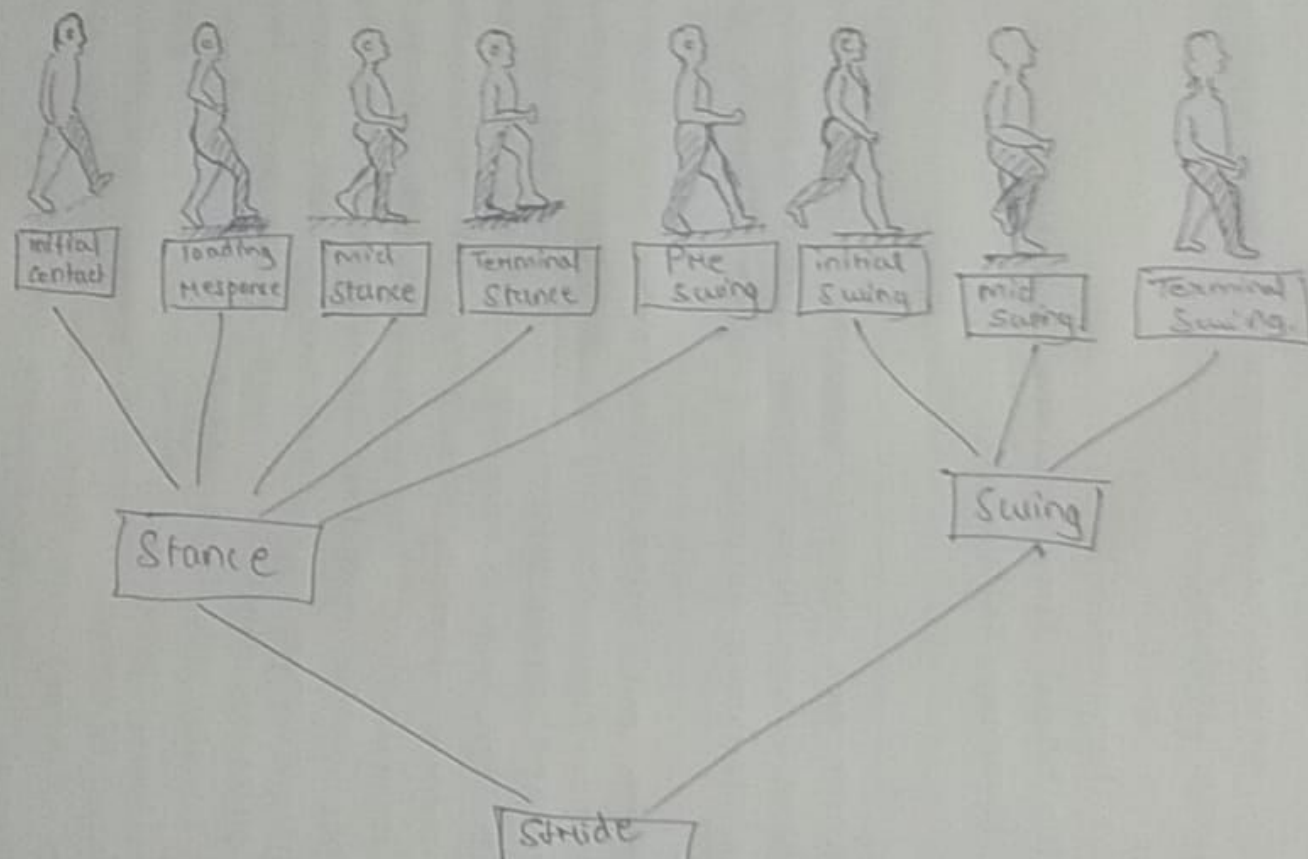 initial
contact
loading
response
mid
stance
Terminal
Stance
Pre
swing
initial
swing
mid
swing
Terminal
Swing.
Stance
Swing
Stride